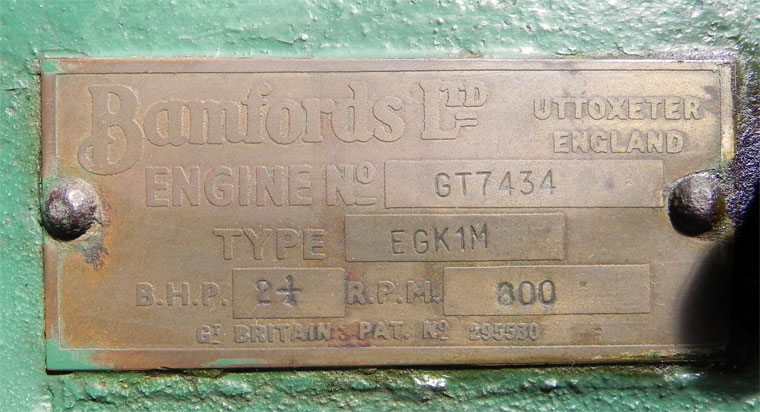 Bamfords LTD UTTOXETER
ENGLAND
ENGINE No GT7434
TYPE EGK1M
B.H.P. 2¼ R.P.M. 800
GT BRITAIN PAT. No 295530